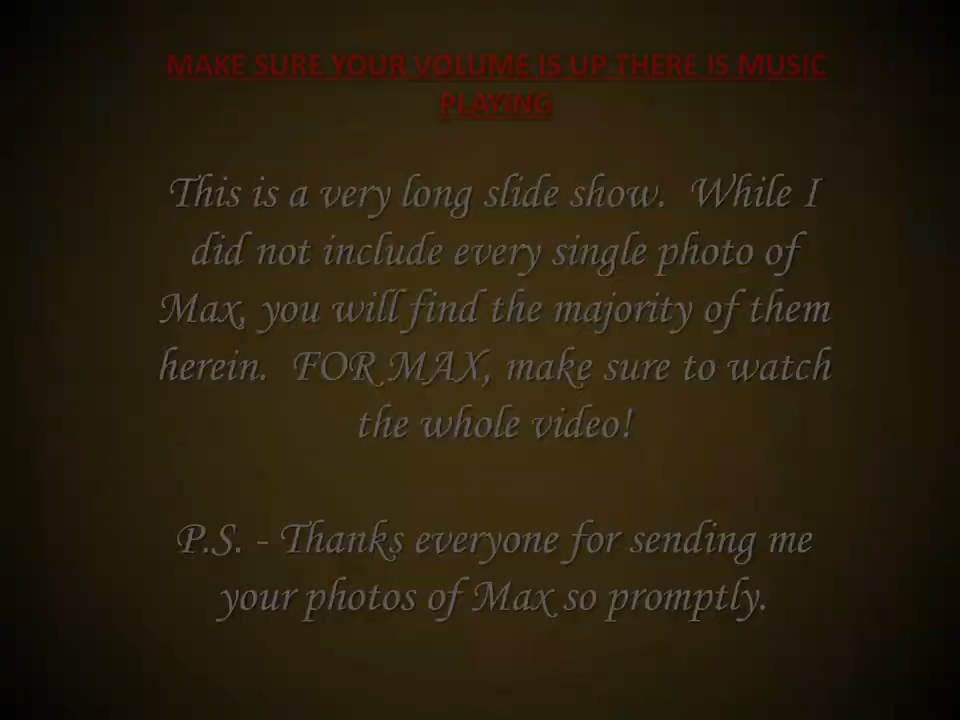 MAKE SURE YOUR VOLUME IS UP THERE IS MUSIC
PLAYING
This is a very long slide show.  While I
did not include every single photo of
Max, you will find the majority of them
herein.  FOR MAX, make sure to watch
the whole video!
P.S. - Thanks everyone for sending me
your photos of Max so promptly.